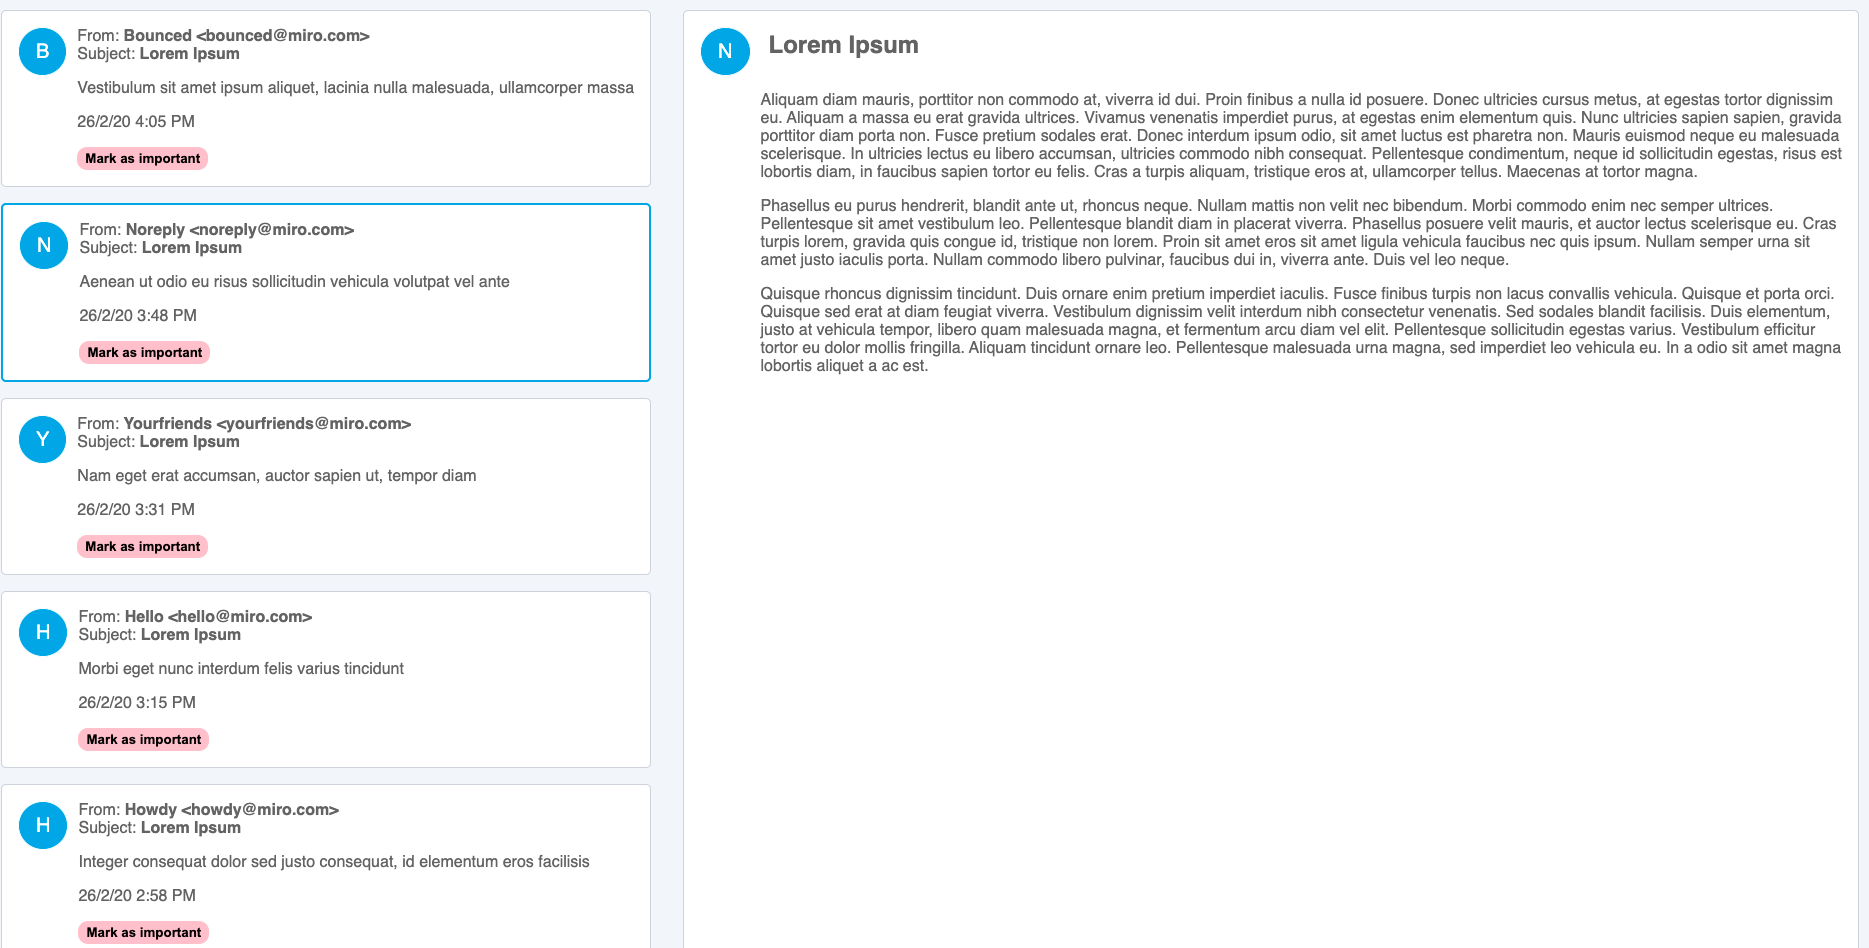 B
From: Bounced <bounced@miro.com>
Subject: Lorem Ipsum
Vestibulum sit amet ipsum aliquet, lacinia nulla malesuada, ullamcorper massa
26/2/20 4:05 PM
Mark as important
N
From: Noreply <noreply@miro.com>
Subject: Lorem Ipsum
Aenean ut odio eu risus sollicitudin vehicula volutpat vel ante
26/2/20 3:48 PM
Mark as important
Y
From: Yourfriends <yourfriends@miro.com>
Subject: Lorem Ipsum
Nam eget erat accumsan, auctor sapien ut, tempor diam
26/2/20 3:31 PM
Mark as important
H
From: Hello <hello@miro.com>
Subject: Lorem Ipsum
Morbi eget nunc interdum felis varius tincidunt
26/2/20 3:15 PM
Mark as important
H
From: Howdy <howdy@miro.com>
Subject: Lorem Ipsum
Integer consequat dolor sed justo consequat, id elementum eros facilisis
26/2/20 2:58 PM
Mark as important
N
Lorem Ipsum
Aliquam diam mauris, porttitor non commodo at, viverra id dui. Proin finibus a nulla id posuere. Donec ultricies cursus metus, at egestas tortor dignissim
eu. Aliquam a massa eu erat gravida ultrices. Vivamus venenatis imperdiet purus, at egestas enim elementum quis. Nunc ultricies sapien sapien, gravida
porttitor diam porta non. Fusce pretium sodales erat. Donec interdum ipsum odio, sit amet luctus est pharetra non. Mauris euismod neque eu malesuada
scelerisque. In ultricies lectus eu libero accumsan, ultricies commodo nibh consequat. Pellentesque condimentum, neque id sollicitudin egestas, risus est
lobortis diam, in faucibus sapien tortor eu felis. Cras a turpis aliquam, tristique eros at, ullamcorper tellus. Maecenas at tortor magna.
Phasellus eu purus hendrerit, blandit ante ut, rhoncus neque. Nullam mattis non velit nec bibendum. Morbi commodo enim nec semper ultrices.
Pellentesque sit amet vestibulum leo. Pellentesque blandit diam in placerat viverra. Phasellus posuere velit mauris, et auctor lectus scelerisque eu. Cras
turpis lorem, gravida quis congue id, tristique non lorem. Proin sit amet eros sit amet ligula vehicula faucibus nec quis ipsum. Nullam semper urna sit
amet justo iaculis porta. Nullam commodo libero pulvinar, faucibus dui in, viverra ante. Duis vel leo neque.
Quisque rhoncus dignissim tincidunt. Duis ornare enim pretium imperdiet iaculis. Fusce finibus turpis non lacus convallis vehicula. Quisque et porta orci.
Quisque sed erat at diam feugiat viverra. Vestibulum dignissim velit interdum nibh consectetur venenatis. Sed sodales blandit facilisis. Duis elementum,
justo at vehicula tempor, libero quam malesuada magna, et fermentum arcu diam vel elit. Pellentesque sollicitudin egestas varius. Vestibulum efficitur
tortor eu dolor mollis fringilla. Aliquam tincidunt ornare leo. Pellentesque malesuada urna magna, sed imperdiet leo vehicula eu. In a odio sit amet magna
lobortis aliquet a ac est.